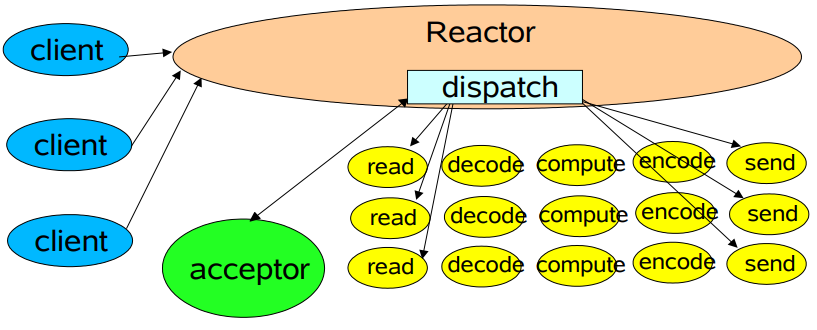 Reactor
client
dispatch
client
client
acceptor
read decode compute encode send
read decode compute encode send
read decode compute encode send